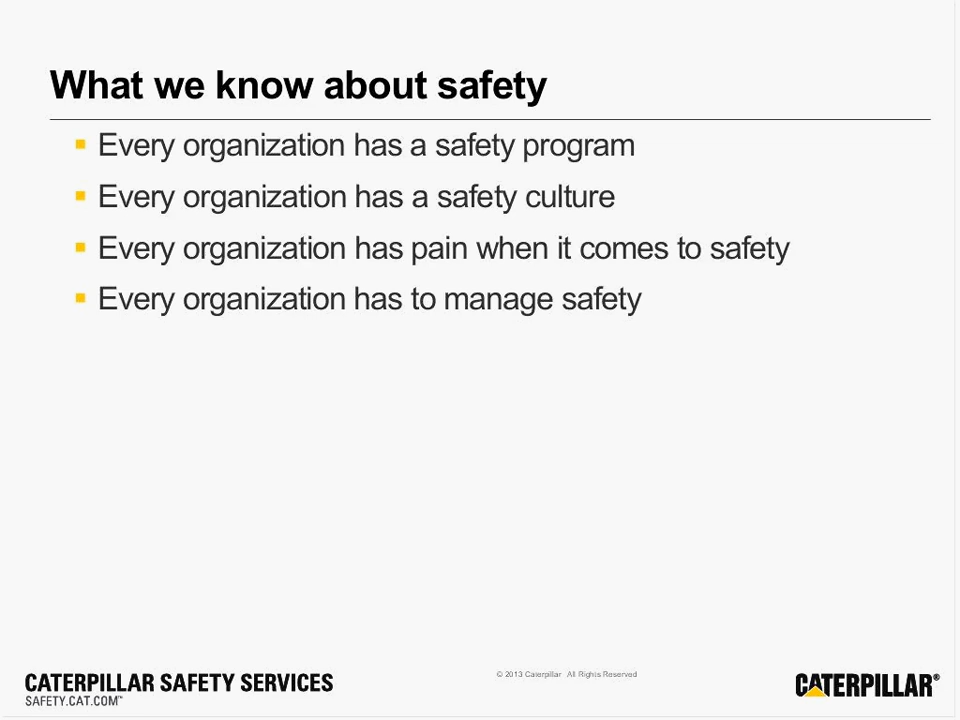 What we know about safety
Every organization has a safety program
Every organization has a safety culture
Every organization has pain when it comes to safety
Every organization has to manage safety
CATERPILLAR SAFETY SERVICES
SAFETY.CAT.COM™
© 2013 Caterpillar All Rights Reserved
CATERPILLAR®